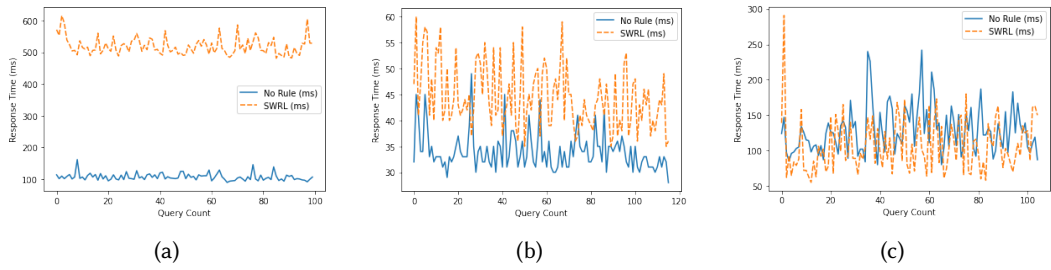 600
500
400
300
200
100
0
20
40
60
80
100
Response Time (ms)
Query Count
No Rule (ms)
SWRL (ms)
(a)
60
55
50
45
40
35
30
0
20
40
60
80
100
120
Response Time (ms)
Query Count
No Rule (ms)
SWRL (ms)
(b)
300
250
200
150
100
50
0
20
40
60
80
100
Response Time (ms)
Query Count
No Rule (ms)
SWRL (ms)
(c)